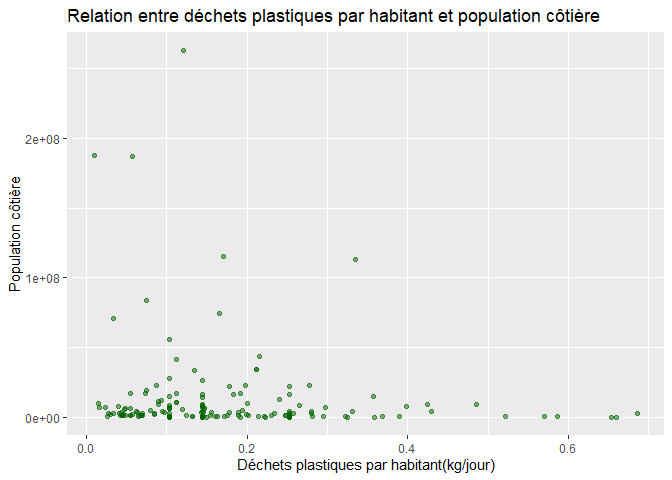 Relation entre déchets plastiques par habitant et population côtière
Population côtière
2e+08
1e+08
0e+00
0.0
0.2
0.4
0.6
Déchets plastiques par habitant(kg/jour)